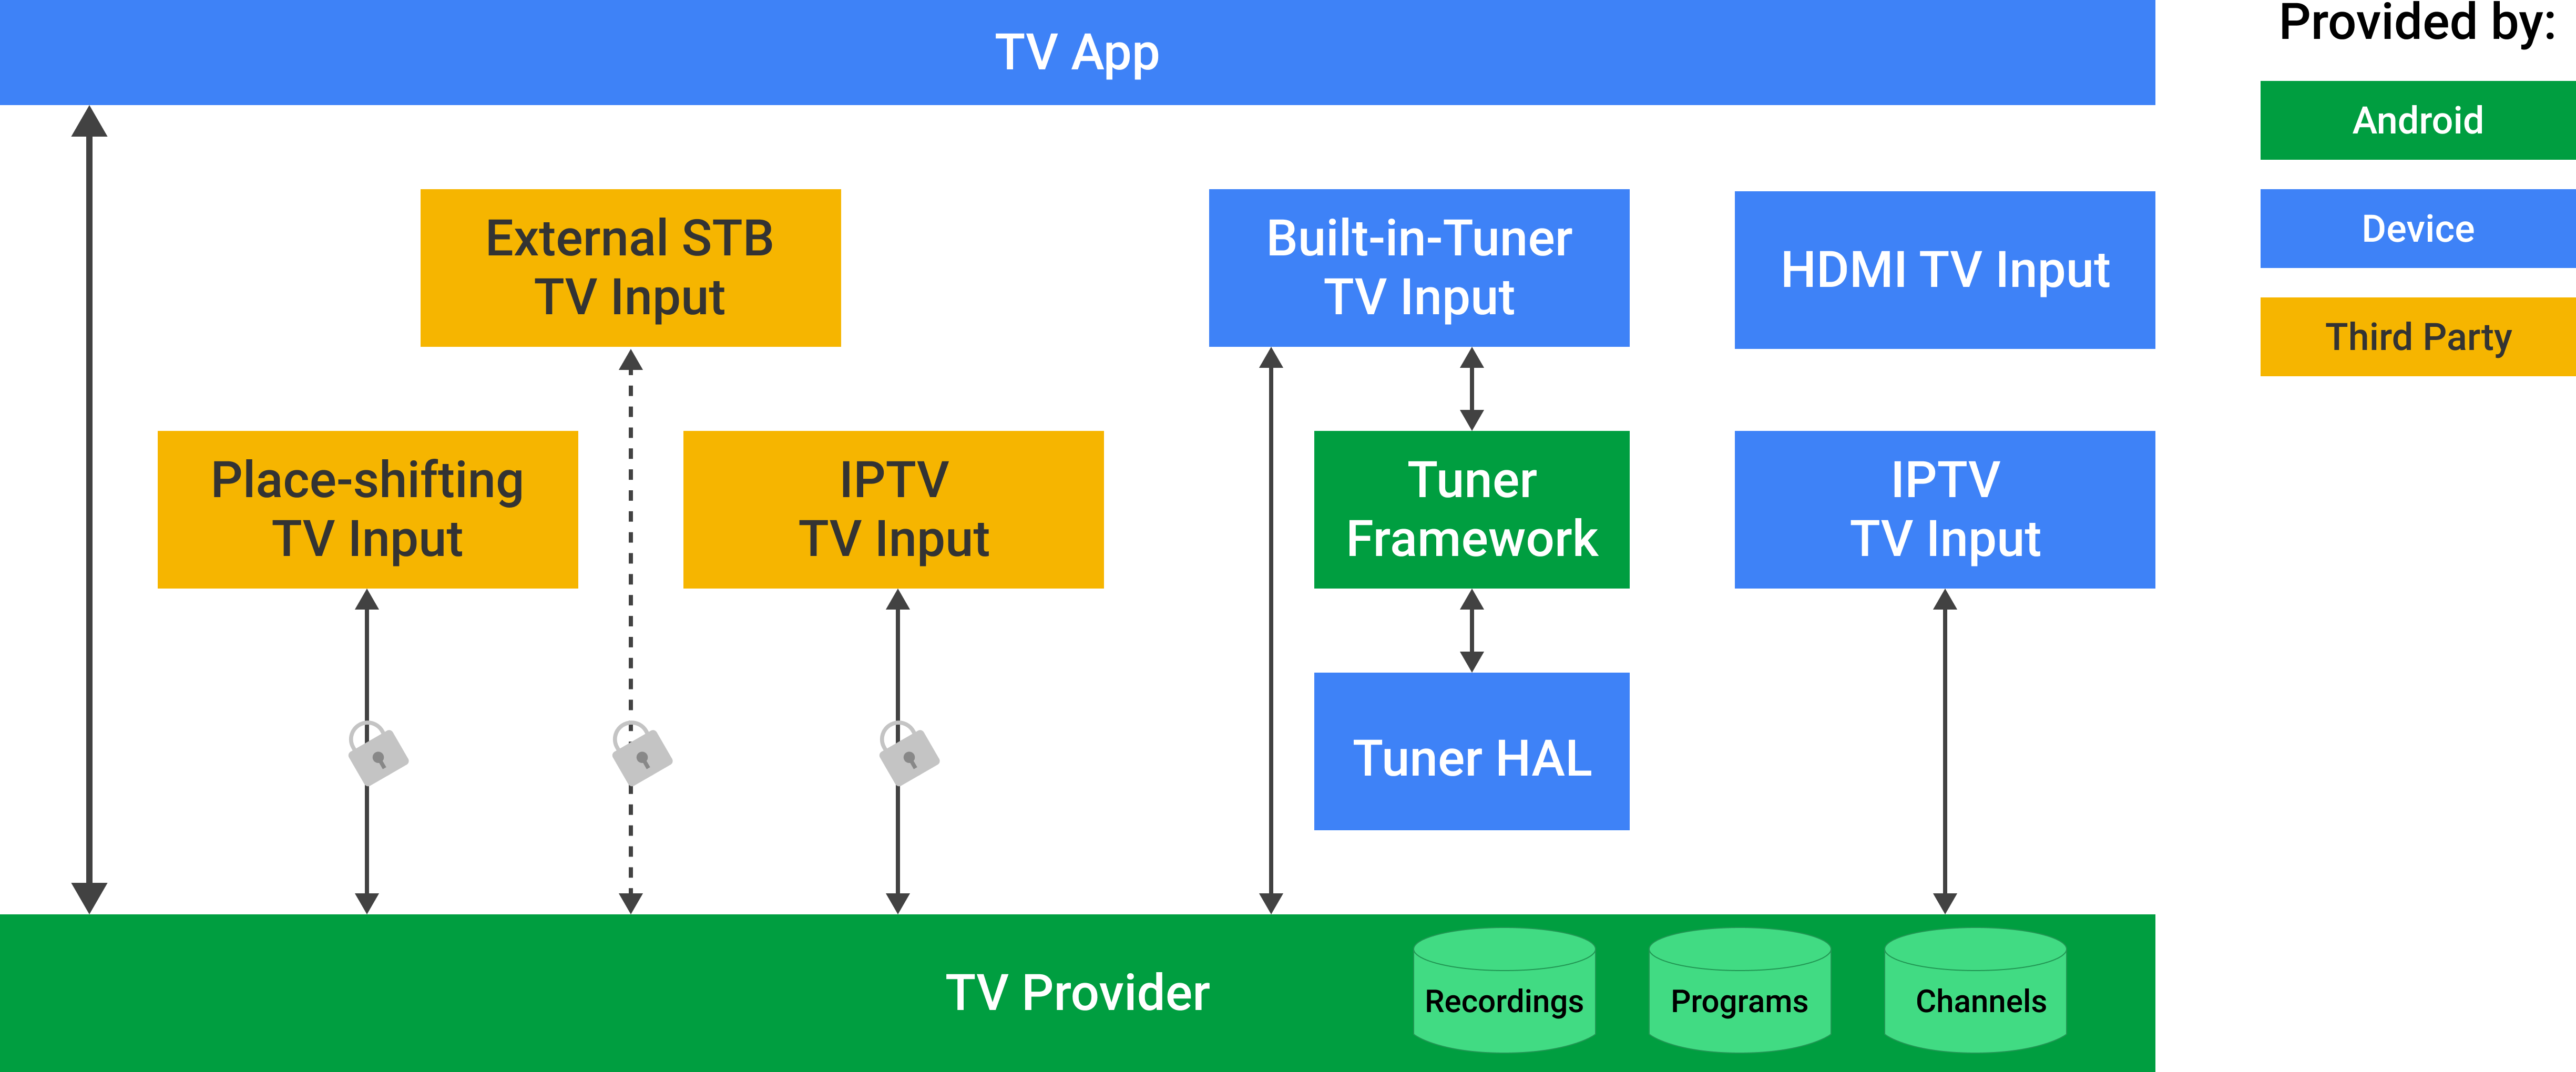 TV App
Provided by:
Android
Device
Third Party
External STB
TV Input
Built-in-Tuner
TV Input
HDMI TV Input
Place-shifting
TV Input
IPTV
TV Input
Tuner
Framework
IPTV
TV Input
Tuner HAL
TV Provider
Recordings
Programs
Channels